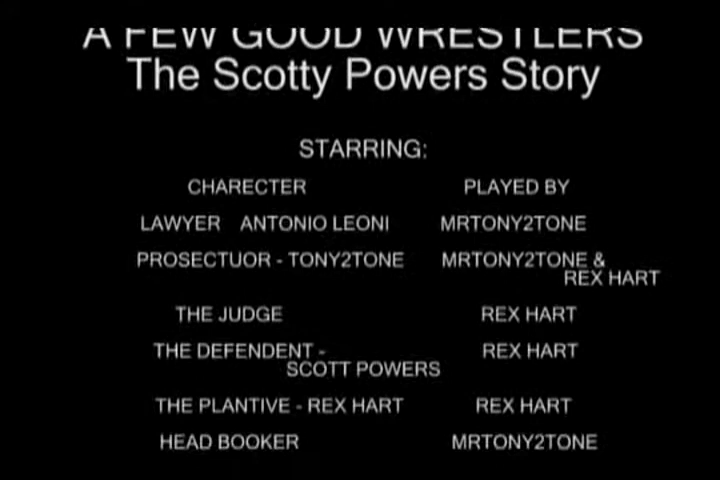 A FEW GOOD WRESTLERS
The Scotty Powers Story
STARRING:
CHARECTER PLAYED BY
LAWYER ANTONIO LEONI MRTONY2TONE
PROSECTUOR - TONY2TONE MRTONY2TONE &
REX HART
THE JUDGE REX HART
THE DEFENDENT - REX HART
SCOTT POWERS
THE PLANTIVE - REX HART REX HART
HEAD BOOKER MRTONY2TONE